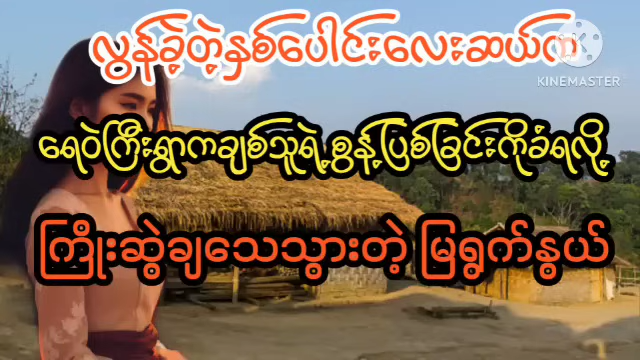 လွန်ခဲ့တဲ့နှစ်ပေါင်းလေးဆယ်က
KINEMASTER
ရေဝဲကြီးရွာကချစ်သူရဲ့စွန့်ပြစ်ခြင်းကိုခံရလို့
ကြိုးဆွဲချသေသွားတဲ့ မြရွက်နွယ်